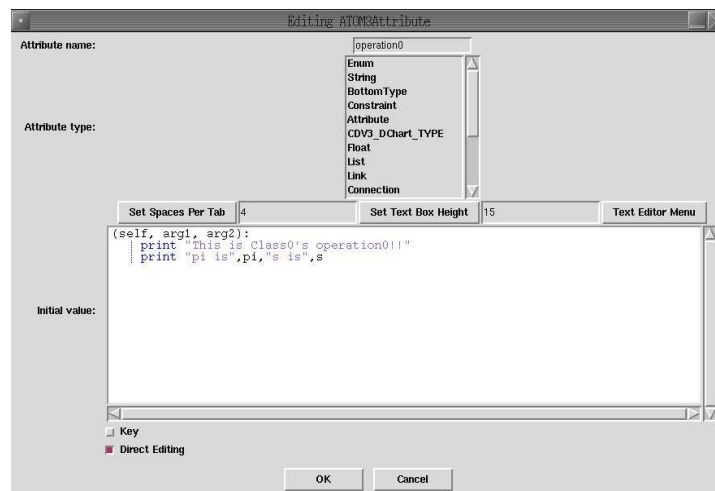 Editing ATOM3Attribute
Attribute name:
operation0
Attribute type:
Enum
String
BottomType
Constraint
Attribute
CDV3_DChart_TYPE
Float
List
Link
Connection
Set Spaces Per Tab 4 Set Text Box Height 15 Text Editor Menu
Initial value:
(self, arg1, arg2):
print "This is Class0's operation0!!"
print "pi is",pi,"s is",s
Key
Direct Editing
OK Cancel